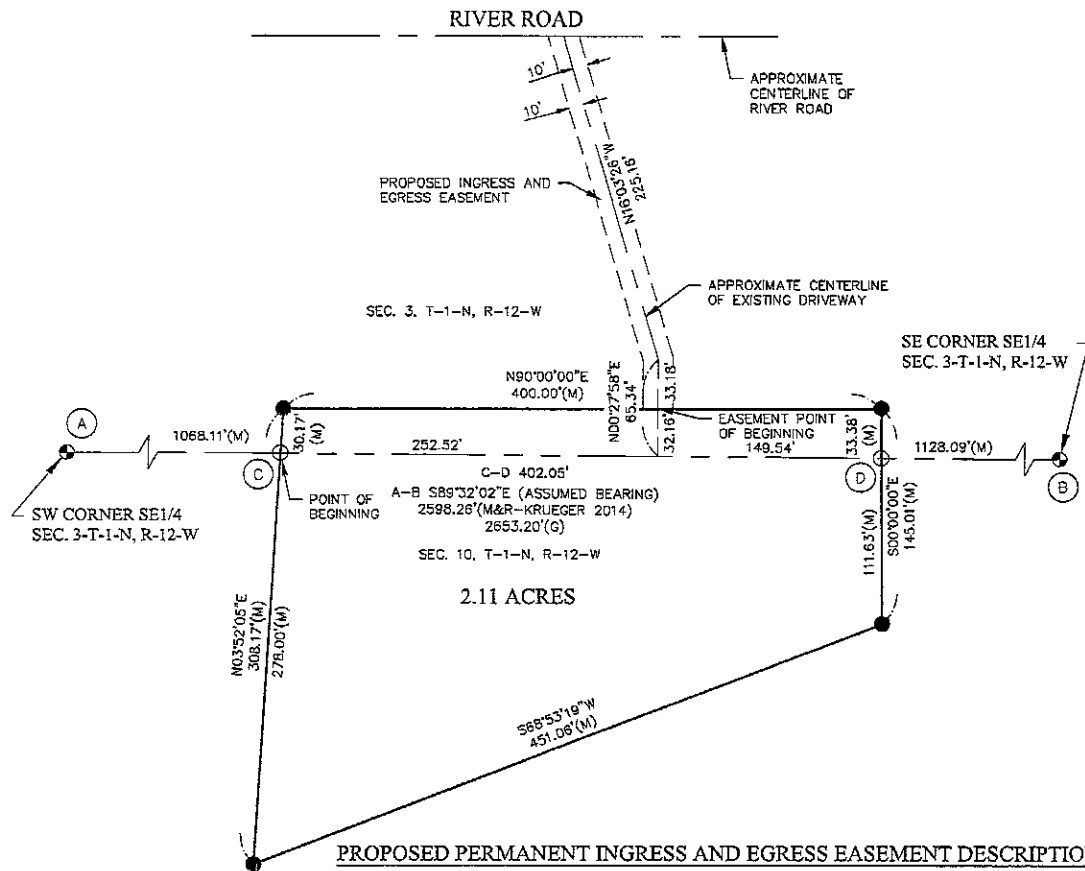 RIVER ROAD
10'
10'
APPROXIMATE
CENTERLINE OF
RIVER ROAD
N16°03'26"W
225.18'
PROPOSED INGRESS AND
EGRESS EASEMENT
APPROXIMATE CENTERLINE
OF EXISTING DRIVEWAY
SEC. 3, T-1-N, R-12-W
SE CORNER SE1/4
SEC. 3-T-1-N, R-12-W
N90°00'00"E
400.00'(M)
N00°27'58"E
65.34'
33.18'
32.16'
EASEMENT POINT OF
BEGINNING
A
1068.11'(M)
30.17'
(M)
252.52'
149.54'
33.38'
(M)
1128.09'(M)
C
D
B
POINT OF
BEGINNING
C-D 402.05'
A-B S89°32'02"E (ASSUMED BEARING)
2598.26'(M&R-KRUEGER 2014)
2653.20'(G)
SW CORNER SE1/4
SEC. 3-T-1-N, R-12-W
SEC. 10, T-1-N, R-12-W
2.11 ACRES
111.63'(M)
S00°00'00"E
145.01'(M)
N03°52'05"E
308.17'(M)
278.00'(M)
S68°53'19"W
451.06'(M)
PROPOSED PERMANENT INGRESS AND EGRESS EASEMENT DESCRIPTIO